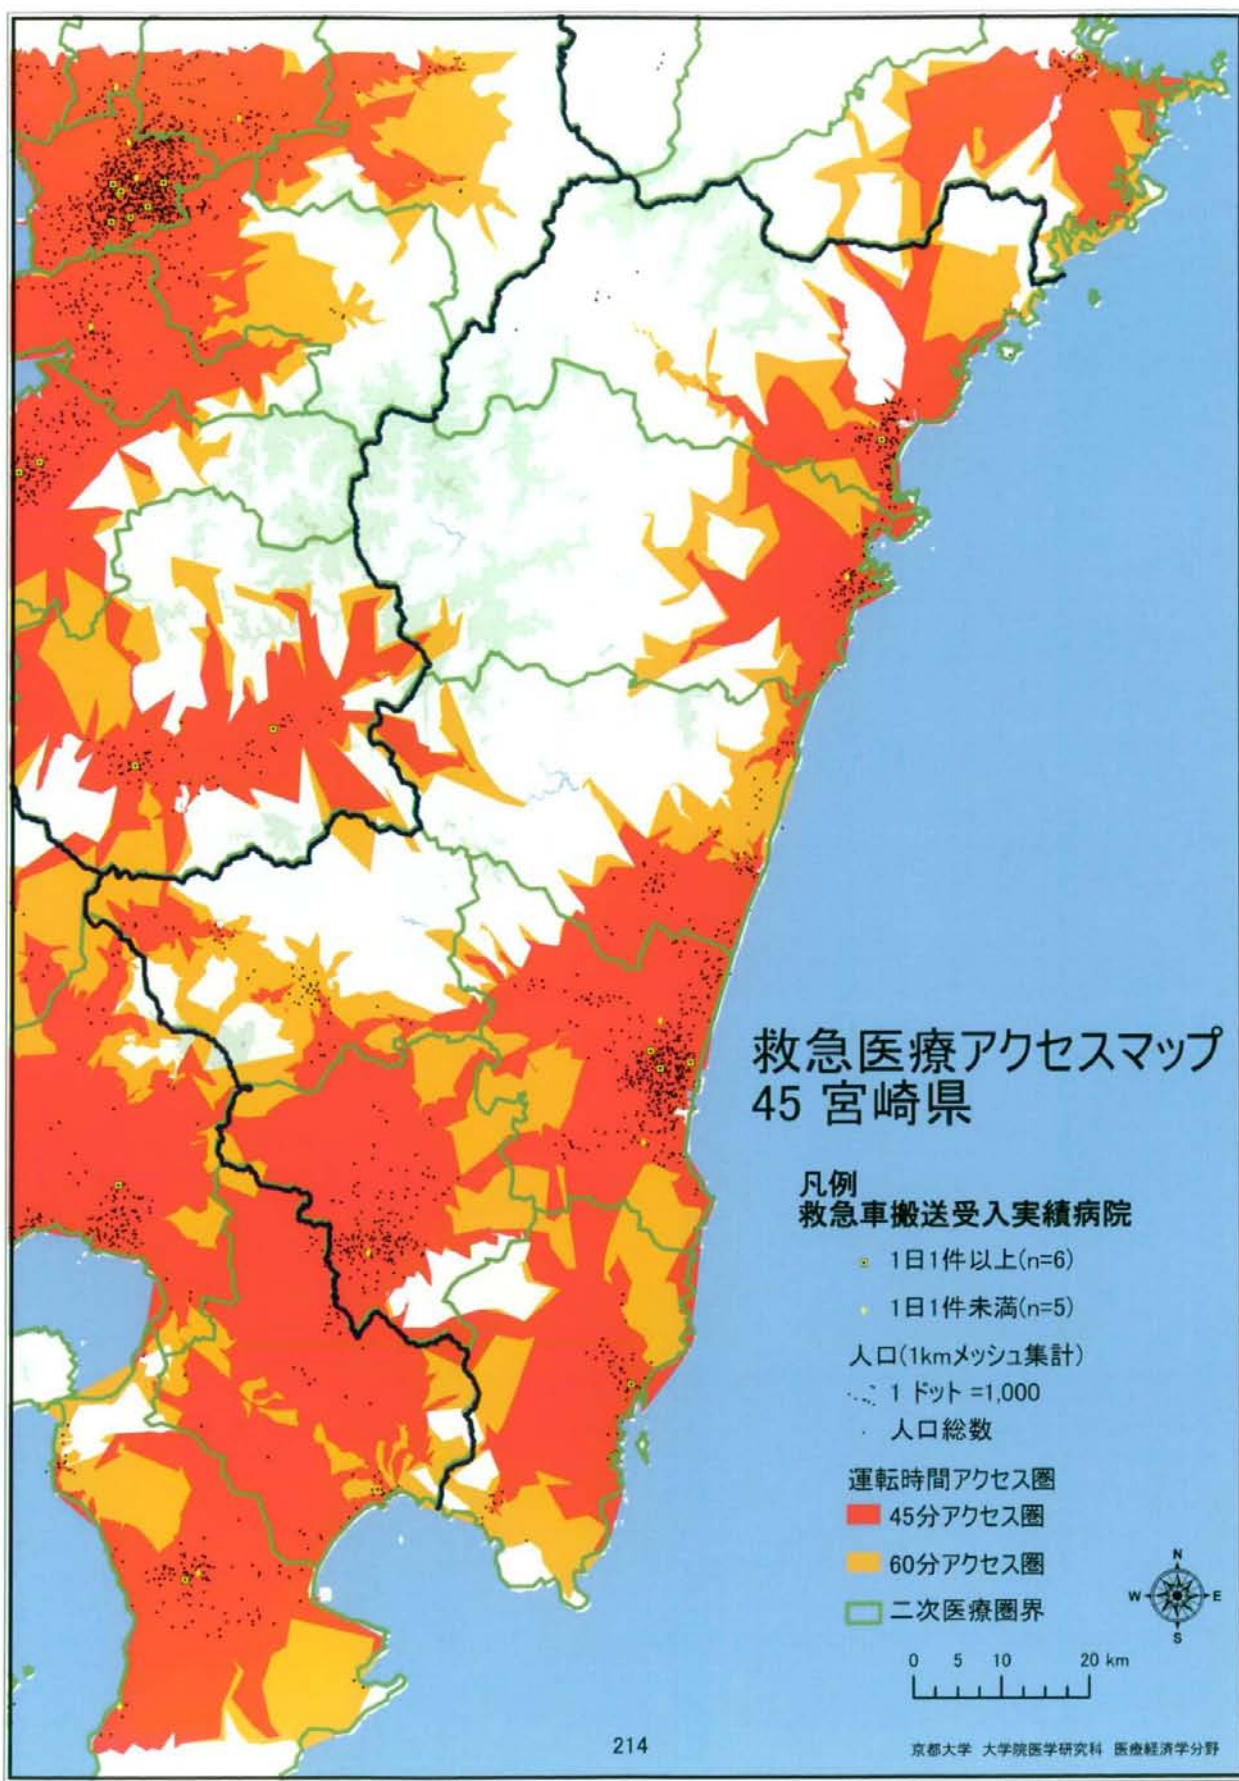 救急医療アクセスマップ
45 宮崎県
凡例
救急車搬送受入実績病院
1日1件以上(n=6)
1日1件未満(n=5)
人口(1kmメッシュ集計)
1 ドット =1,000
人口総数
運転時間アクセス圏
45分アクセス圏
60分アクセス圏
二次医療圏界
N
W E
S
0 5 10 20 km
214
京都大学 大学院医学研究科 医療経済学分野